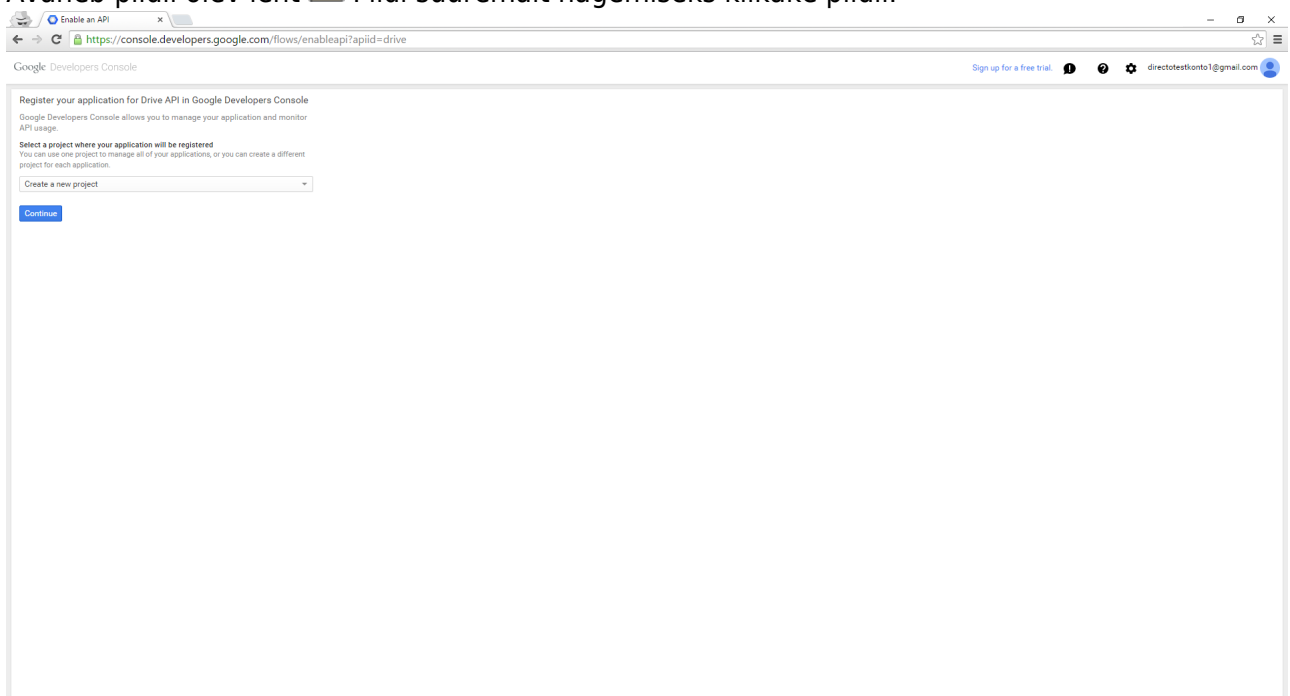 Enable an API
https://console.developers.google.com/flows/enableapi?apiid=drive
Google Developers Console
Sign up for a free trial.
directotestkonto1@gmail.com
Register your application for Drive API in Google Developers Console
Google Developers Console allows you to manage your application and monitor
API usage.
Select a project where your application will be registered
You can use one project to manage all of your applications, or you can create a different
project for each application.
Create a new project
Continue